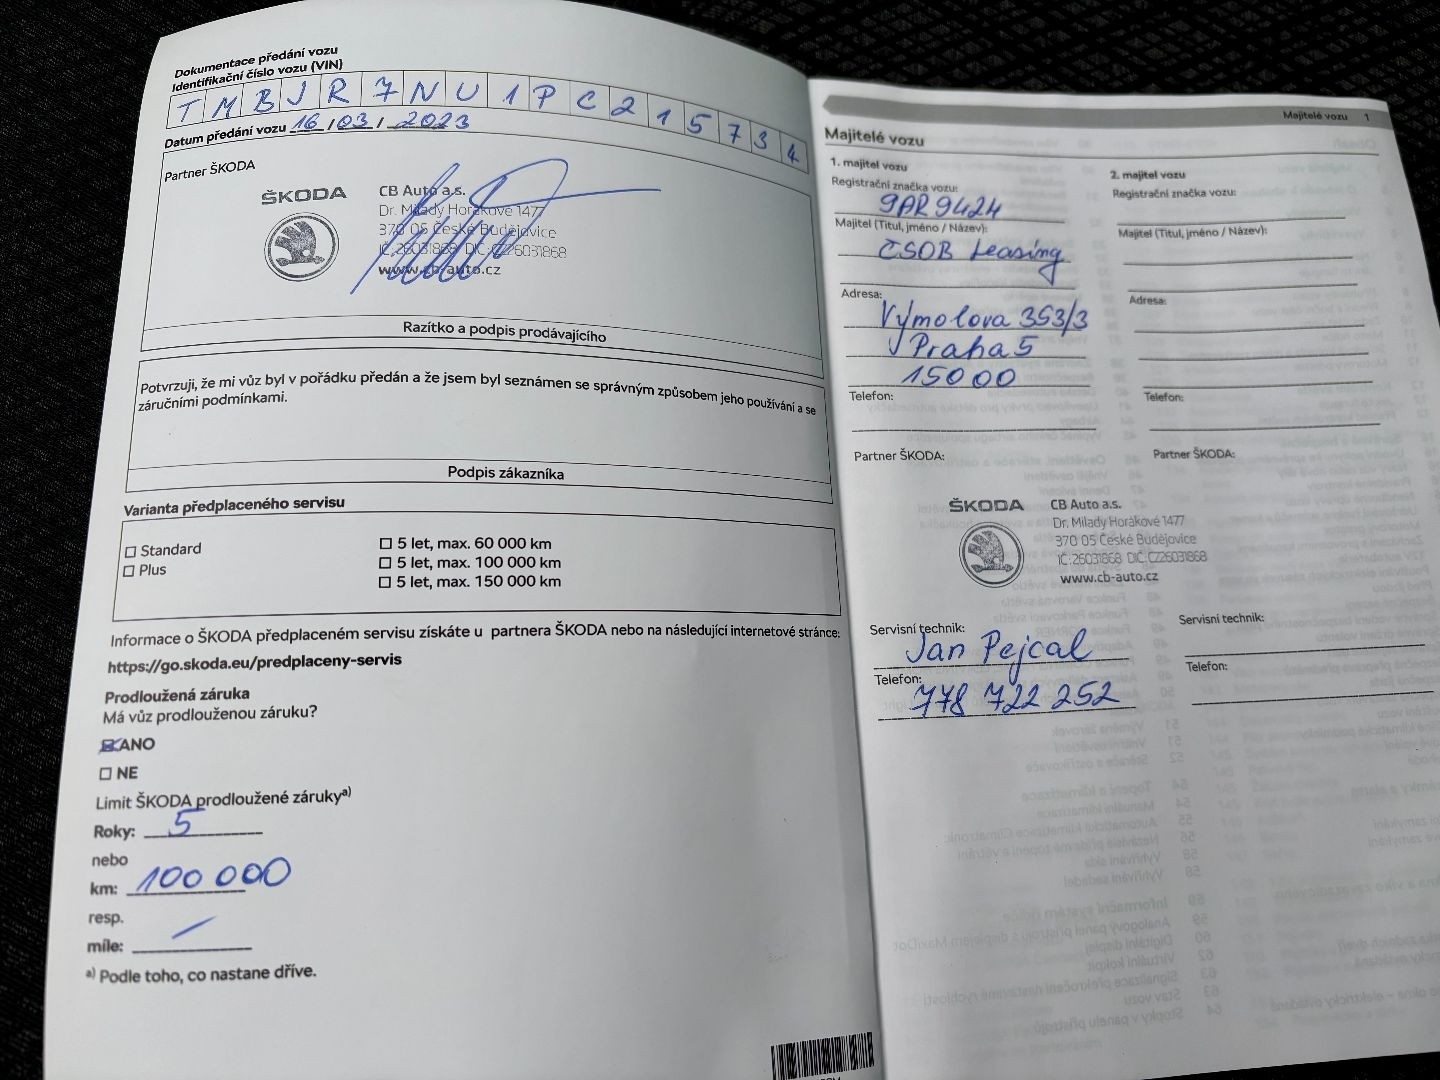 Dokumentace předání vozu
Identifikační číslo vozu (VIN)
T M B J R 7 N U 1 P C 2 1 5 7 3 4
Datum předání vozu 16 / 03 / 2023
Partner ŠKODA
ŠKODA
CB Auto a.s.
Dr. Milady Horákové 1477
370 05 České Budějovice
IČ: 26031868 DIČ: CZ26031868
www.cb-auto.cz
Razítko a podpis prodávajícího
Potvrzuji, že mi vůz byl v pořádku předán a že jsem byl seznámen se správným způsobem jeho používání a se
záručními podmínkami.
Podpis zákazníka
Varianta předplaceného servisu
☐ Standard
☐ Plus
☐ 5 let, max. 60 000 km
☐ 5 let, max. 100 000 km
☐ 5 let, max. 150 000 km
Informace o ŠKODA předplaceném servisu získáte u partnera ŠKODA nebo na následující internetové stránce:
https://go.skoda.eu/predplaceny-servis
Prodloužená záruka
Má vůz prodlouženou záruku?
☒ ANO
☐ NE
Limit ŠKODA prodloužené záruky a)
Roky: 5
nebo
km: 100 000
resp.
míle: /
a) Podle toho, co nastane dříve.
Majitelé vozu 1
Majitelé vozu
1. majitel vozu
Registrační značka vozu:
9AR 9424
Majitel (Titul, jméno / Název):
ČSOB Leasing
Adresa:
Výmolova 353/3
Praha 5
150 00
Telefon:
Partner ŠKODA:
ŠKODA
CB Auto a.s.
Dr. Milady Horákové 1477
370 05 České Budějovice
IČ: 26031868 DIČ: CZ26031868
www.cb-auto.cz
Servisní technik:
Jan Pejcal
Telefon:
778 722 252
2. majitel vozu
Registrační značka vozu:
Majitel (Titul, jméno / Název):
Adresa:
Telefon:
Partner ŠKODA:
Servisní technik:
Telefon: